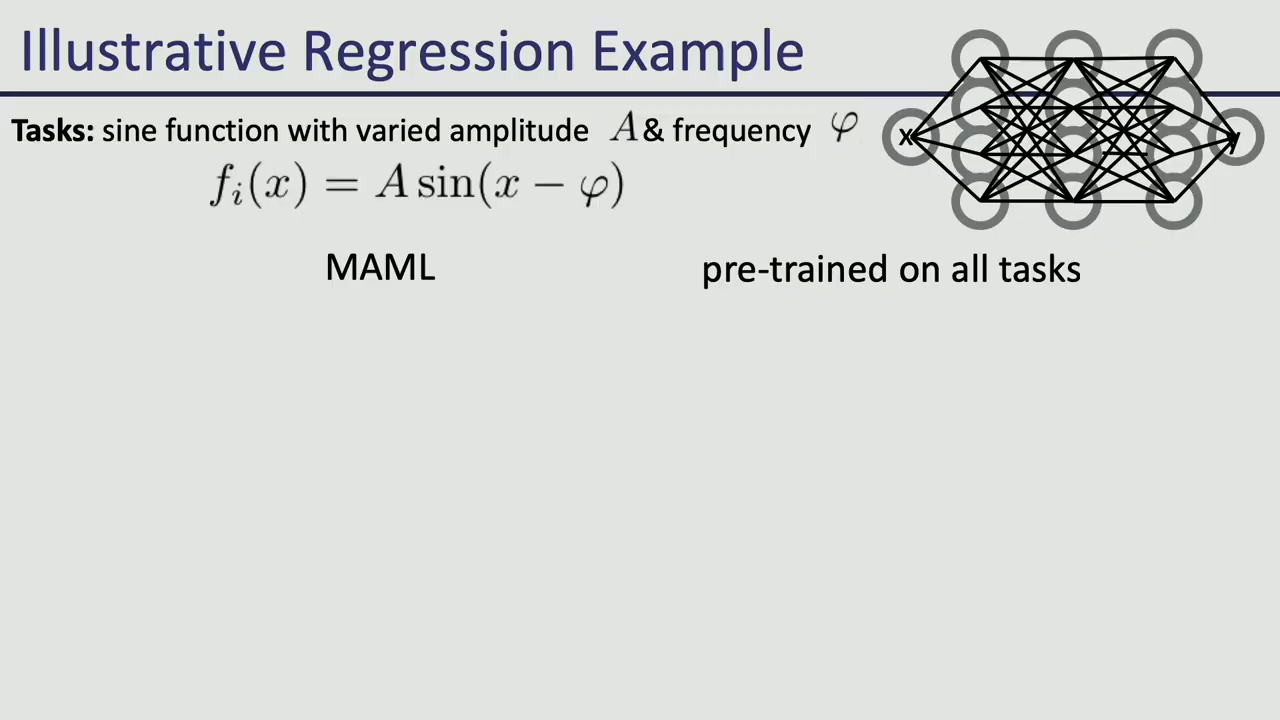 Illustrative Regression Example
Tasks: sine function with varied amplitude A & frequency φ
f_i(x) = A sin(x − φ)
x
y
MAML
pre-trained on all tasks